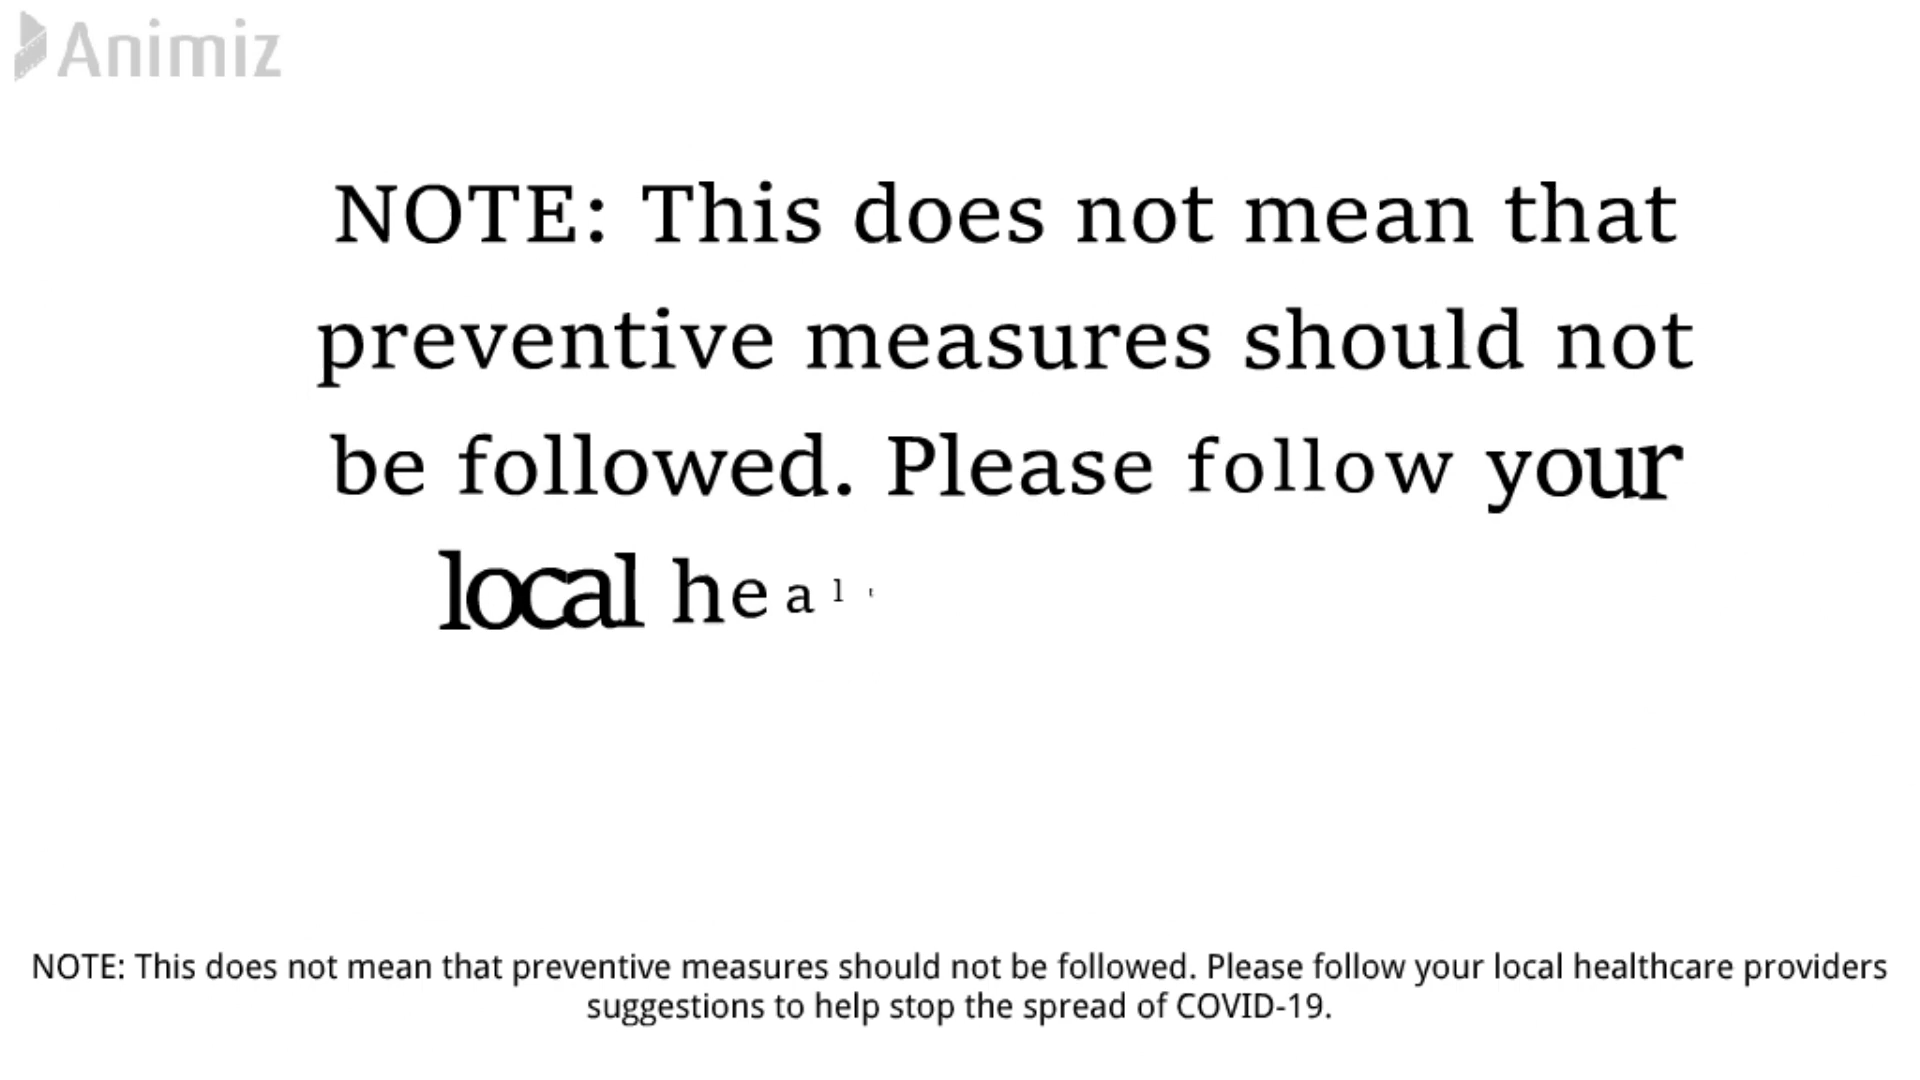 Animiz
NOTE: This does not mean that
preventive measures should not
be followed. Please follow your
local healt
NOTE: This does not mean that preventive measures should not be followed. Please follow your local healthcare providers
suggestions to help stop the spread of COVID-19.